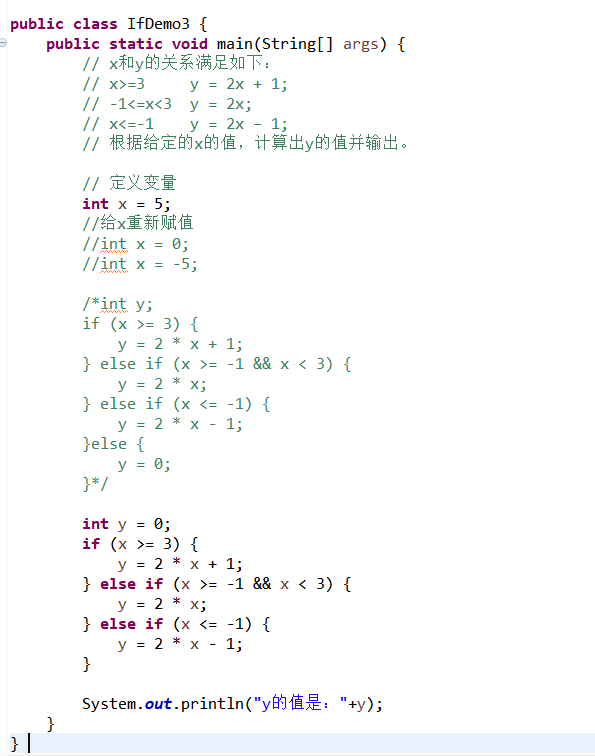 public class IfDemo3 {
    public static void main(String[] args) {
        // x和y的关系满足如下：
        // x>=3     y = 2x + 1;
        // -1<=x<3  y = 2x;
        // x<=-1    y = 2x – 1;
        // 根据给定的x的值，计算出y的值并输出。

        // 定义变量
        int x = 5;
        //给x重新赋值
        //int x = 0;
        //int x = -5;

        /*int y;
        if (x >= 3) {
            y = 2 * x + 1;
        } else if (x >= -1 && x < 3) {
            y = 2 * x;
        } else if (x <= -1) {
            y = 2 * x - 1;
        }else {
            y = 0;
        }*/

        int y = 0;
        if (x >= 3) {
            y = 2 * x + 1;
        } else if (x >= -1 && x < 3) {
            y = 2 * x;
        } else if (x <= -1) {
            y = 2 * x - 1;
        }

        System.out.println("y的值是："+y);
    }
}